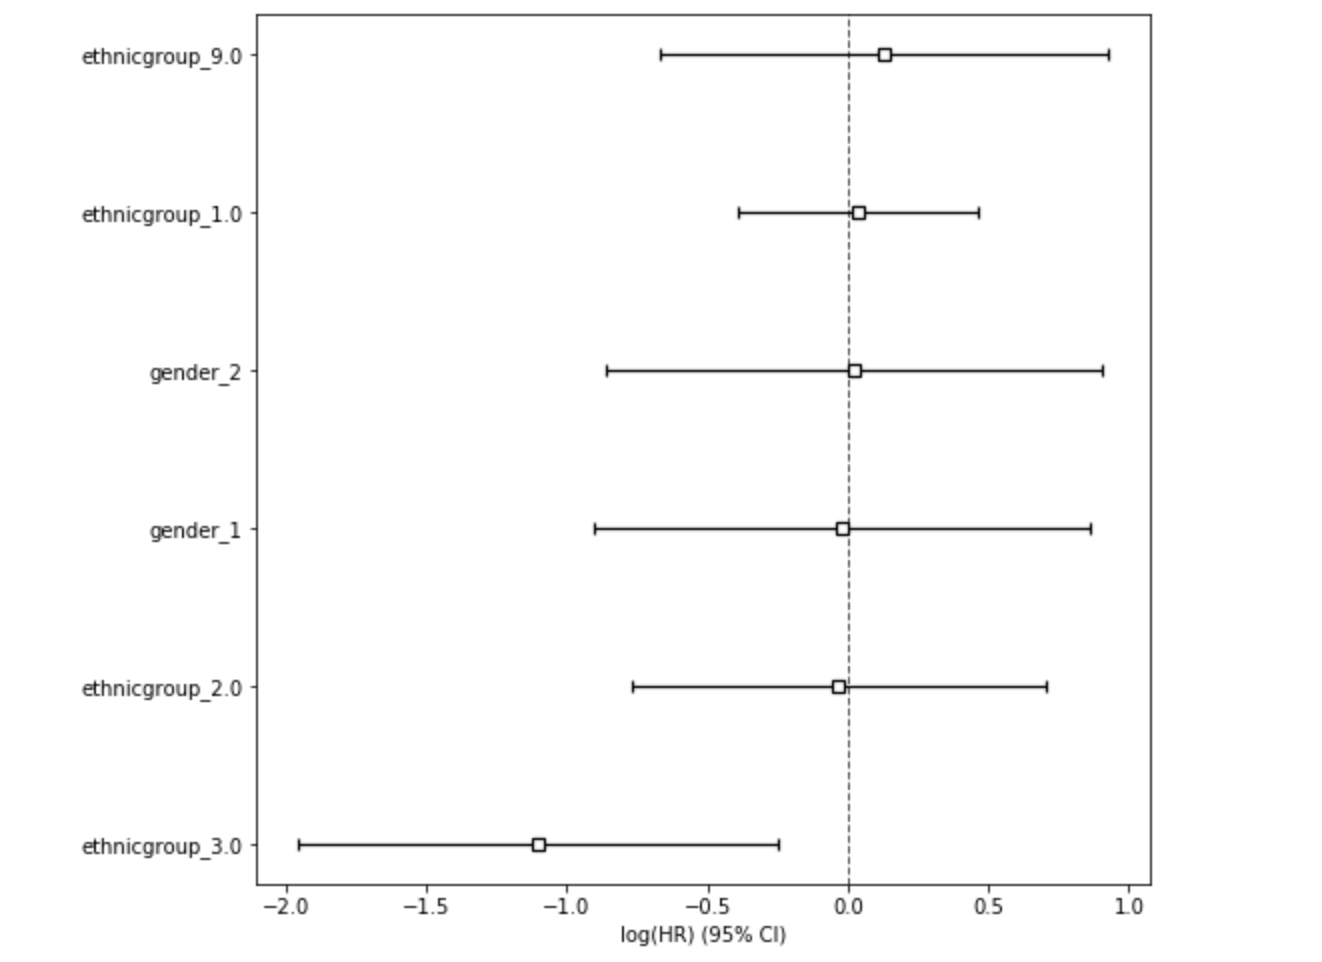 ethnicgroup_9.0
ethnicgroup_1.0
gender_2
gender_1
ethnicgroup_2.0
ethnicgroup_3.0
−2.0 −1.5 −1.0 −0.5 0.0 0.5 1.0
log(HR) (95% CI)